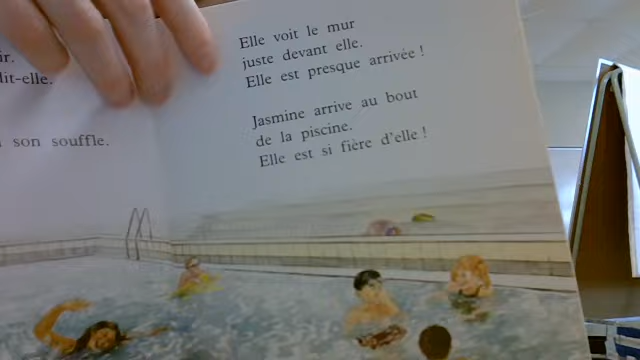 ir.
dit-elle.
son souffle.
Elle voit le mur
juste devant elle.
Elle est presque arrivée !
Jasmine arrive au bout
de la piscine.
Elle est si fière d'elle !